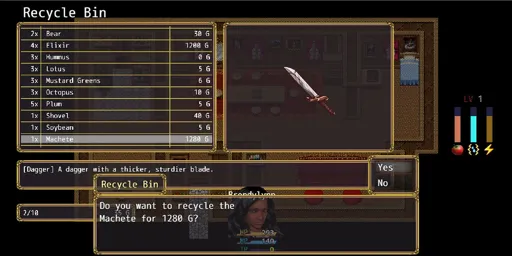 Recycle Bin
2x Bear 30 G
4x Elixir 1200 G
3x Hummus 0 G
3x Lotus 5 G
3x Mustard Greens 6 G
3x Octopus 10 G
5x Plum 5 G
1x Shovel 40 G
1x Soybean 5 G
1x Machete 1280 G
LV 1
[Dagger] A dagger with a thicker, sturdier blade.
Yes
No
Recycle Bin
2/10
Do you want to recycle the
Machete for 1280 G?